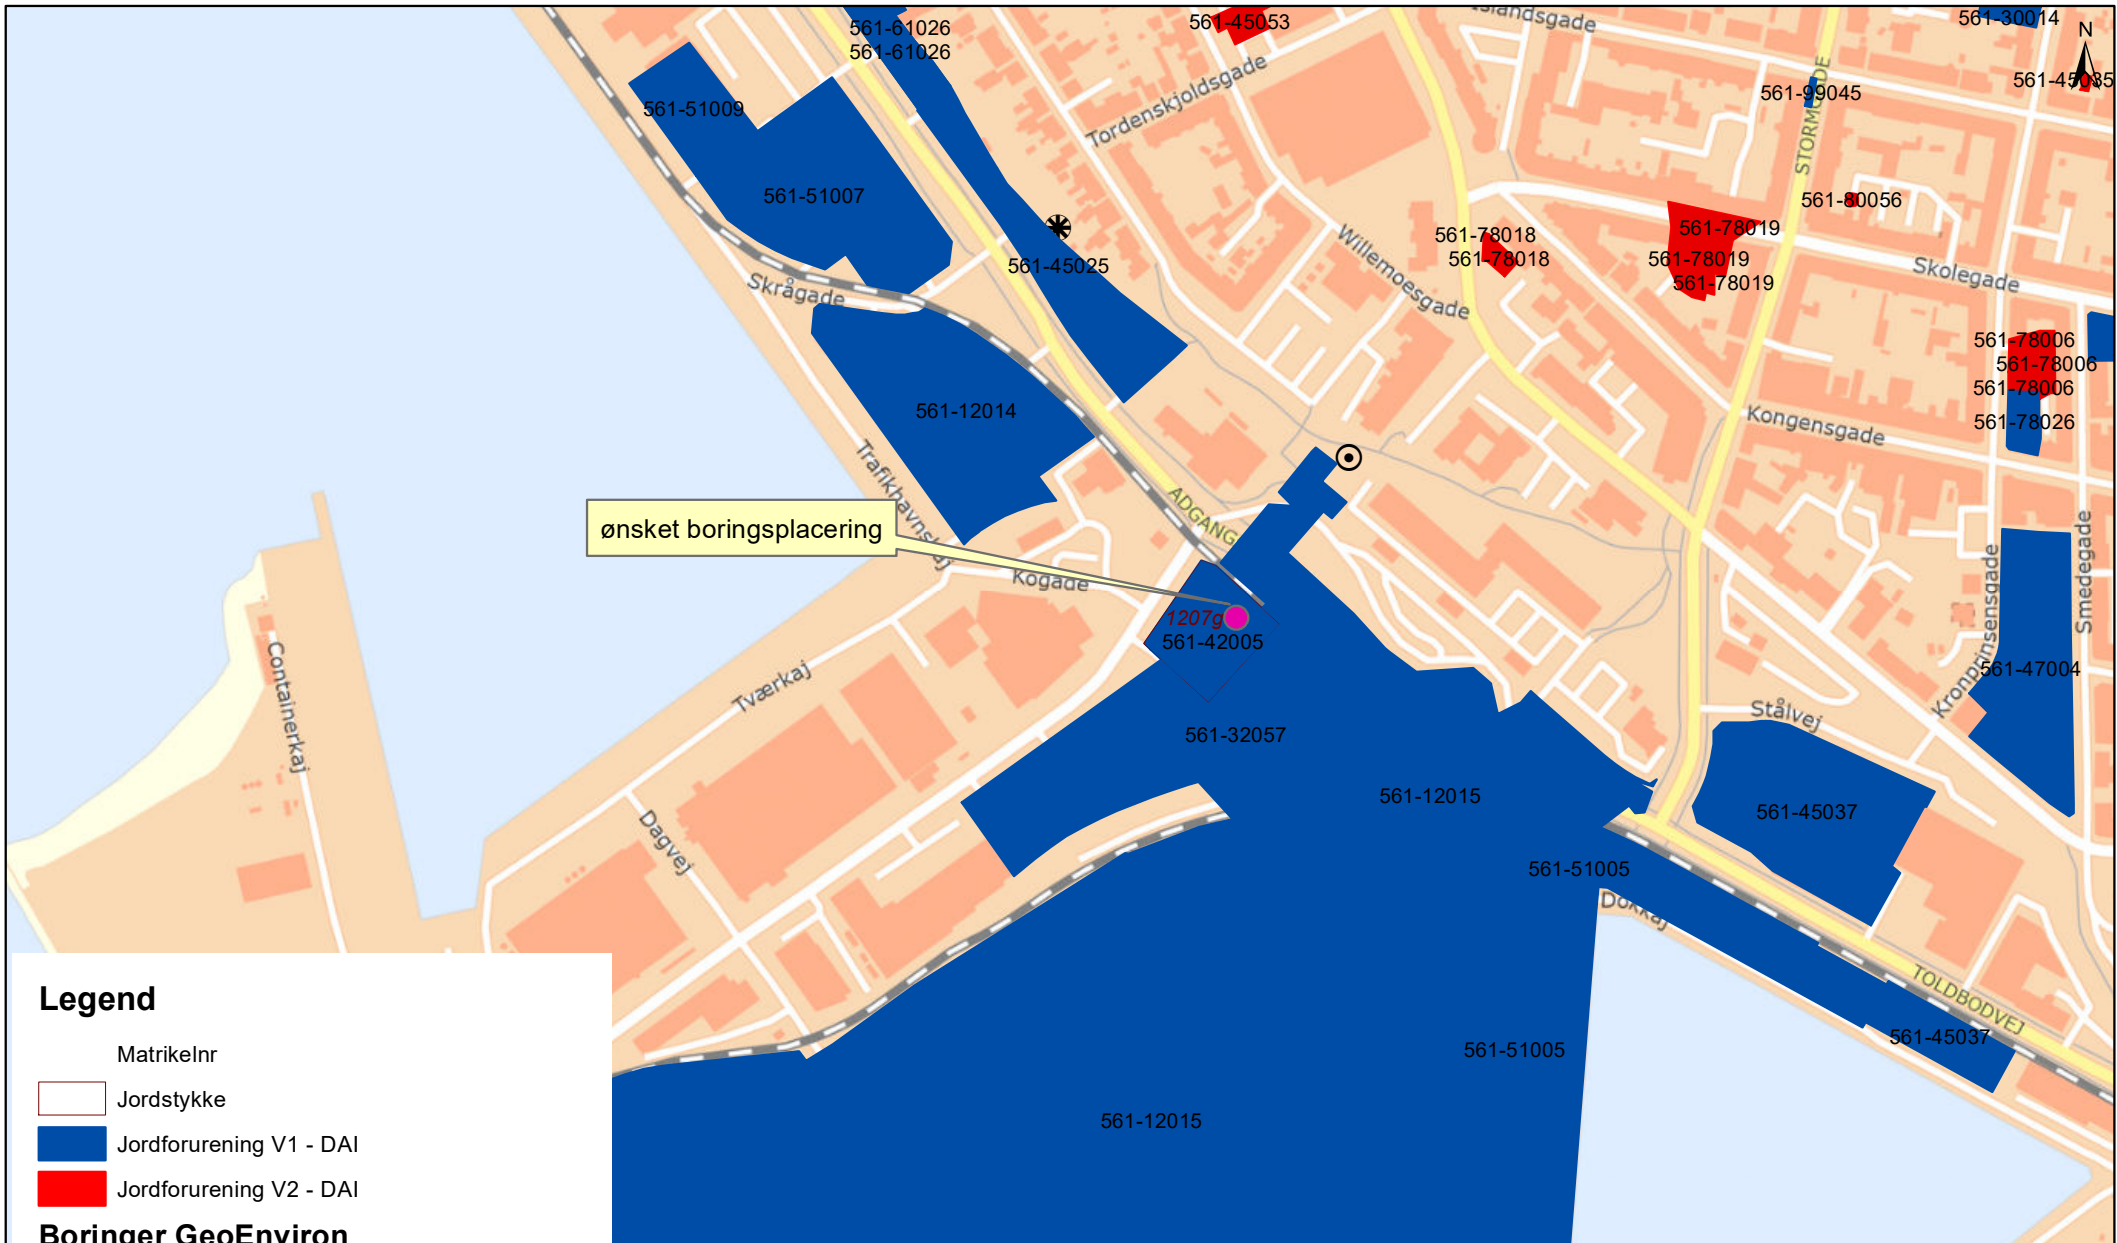 561-61026
561-61026
561-45053
561-30014
N
561-51009
Tordenskjoldsgade
561-99045
STORMGADE
561-45035
561-51007
561-80056
561-45025
Willemoesgade
561-78018
561-78018
561-78019
561-78019
561-78019
Skolegade
Skrågade
561-12014
561-78006
561-78006
561-78006
561-78026
Kongensgade
Trafikhavnskaj
ADGANG
ønsket boringsplacering
Kogade
1207g
561-42005
Kronprinsensgade
Smedegade
561-47004
Containerkaj
Tværkaj
561-32057
Stålvej
561-12015
561-45037
Dagvej
561-51005
Dokkaj
TOLDBODVEJ
561-45037
561-51005
561-12015
Legend
Matrikelnr
Jordstykke
Jordforurening V1 - DAI
Jordforurening V2 - DAI
Boringer GeoEnviron